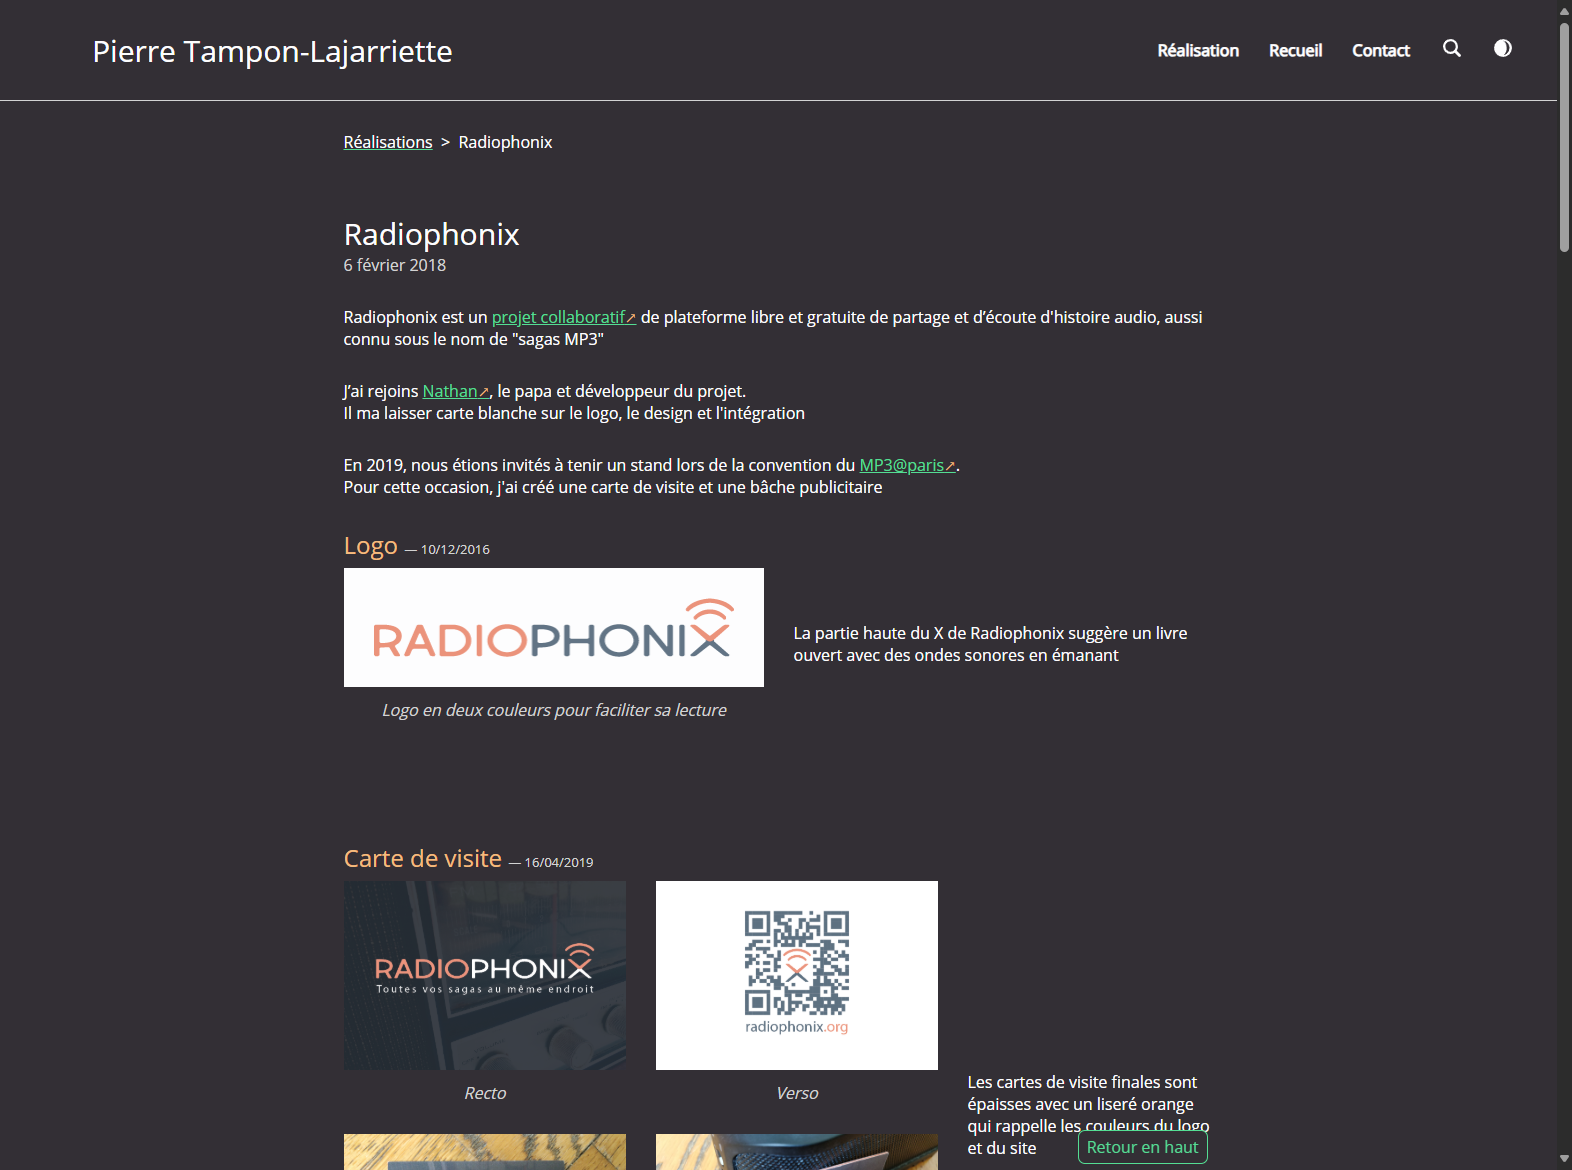 Pierre Tampon-Lajarriette
Réalisation Recueil Contact
Réalisations > Radiophonix
Radiophonix
6 février 2018
Radiophonix est un projet collaboratif↗ de plateforme libre et gratuite de partage et d’écoute d'histoire audio, aussi
connu sous le nom de "sagas MP3"
J’ai rejoins Nathan↗, le papa et développeur du projet.
Il ma laisser carte blanche sur le logo, le design et l'intégration
En 2019, nous étions invités à tenir un stand lors de la convention du MP3@paris↗.
Pour cette occasion, j'ai créé une carte de visite et une bâche publicitaire
Logo — 10/12/2016
RADIOPHONIX
La partie haute du X de Radiophonix suggère un livre
ouvert avec des ondes sonores en émanant
Logo en deux couleurs pour faciliter sa lecture
Carte de visite — 16/04/2019
RADIOPHONIX
Toutes vos sagas au même endroit
radiophonix.org
Recto
Verso
Les cartes de visite finales sont
épaisses avec un liseré orange
qui rappelle les couleurs du logo
et du site
Retour en haut